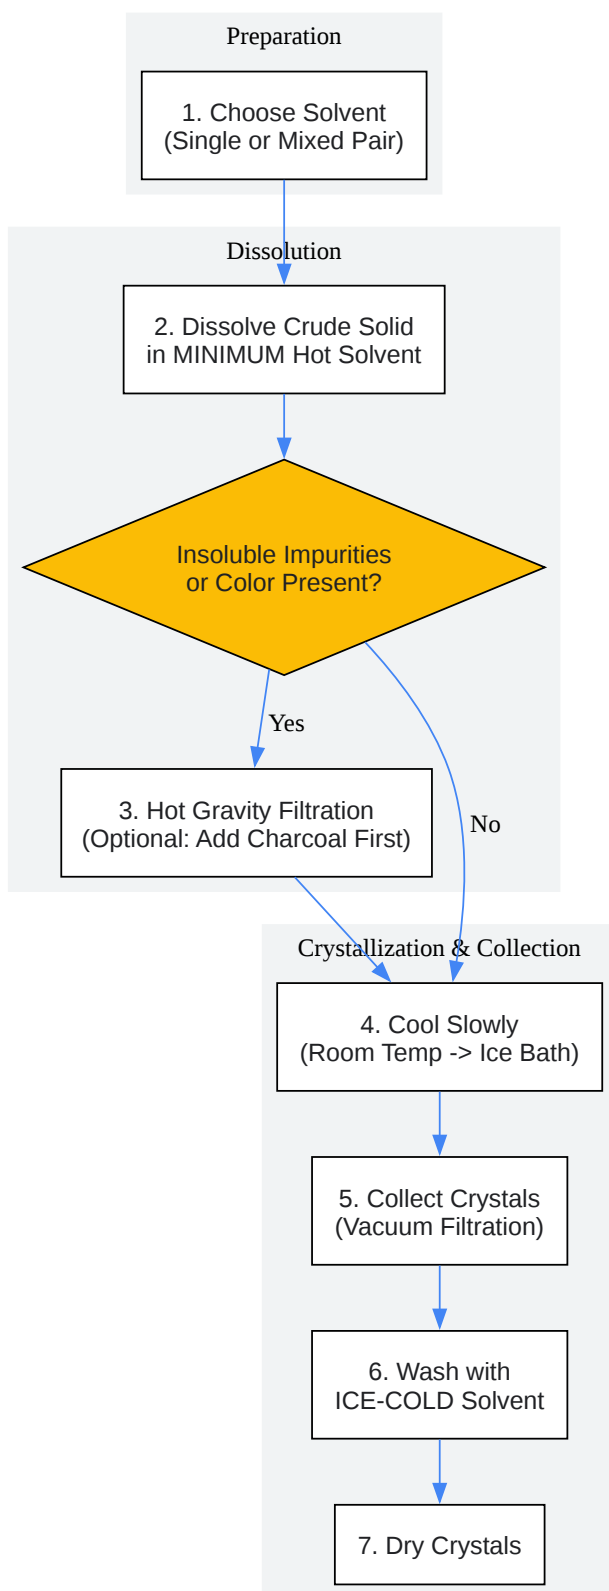 Preparation
1. Choose Solvent
(Single or Mixed Pair)
Dissolution
2. Dissolve Crude Solid
in MINIMUM Hot Solvent
Insoluble Impurities
or Color Present?
Yes
3. Hot Gravity Filtration
(Optional: Add Charcoal First)
No
Crystallization & Collection
4. Cool Slowly
(Room Temp -> Ice Bath)
5. Collect Crystals
(Vacuum Filtration)
6. Wash with
ICE-COLD Solvent
7. Dry Crystals